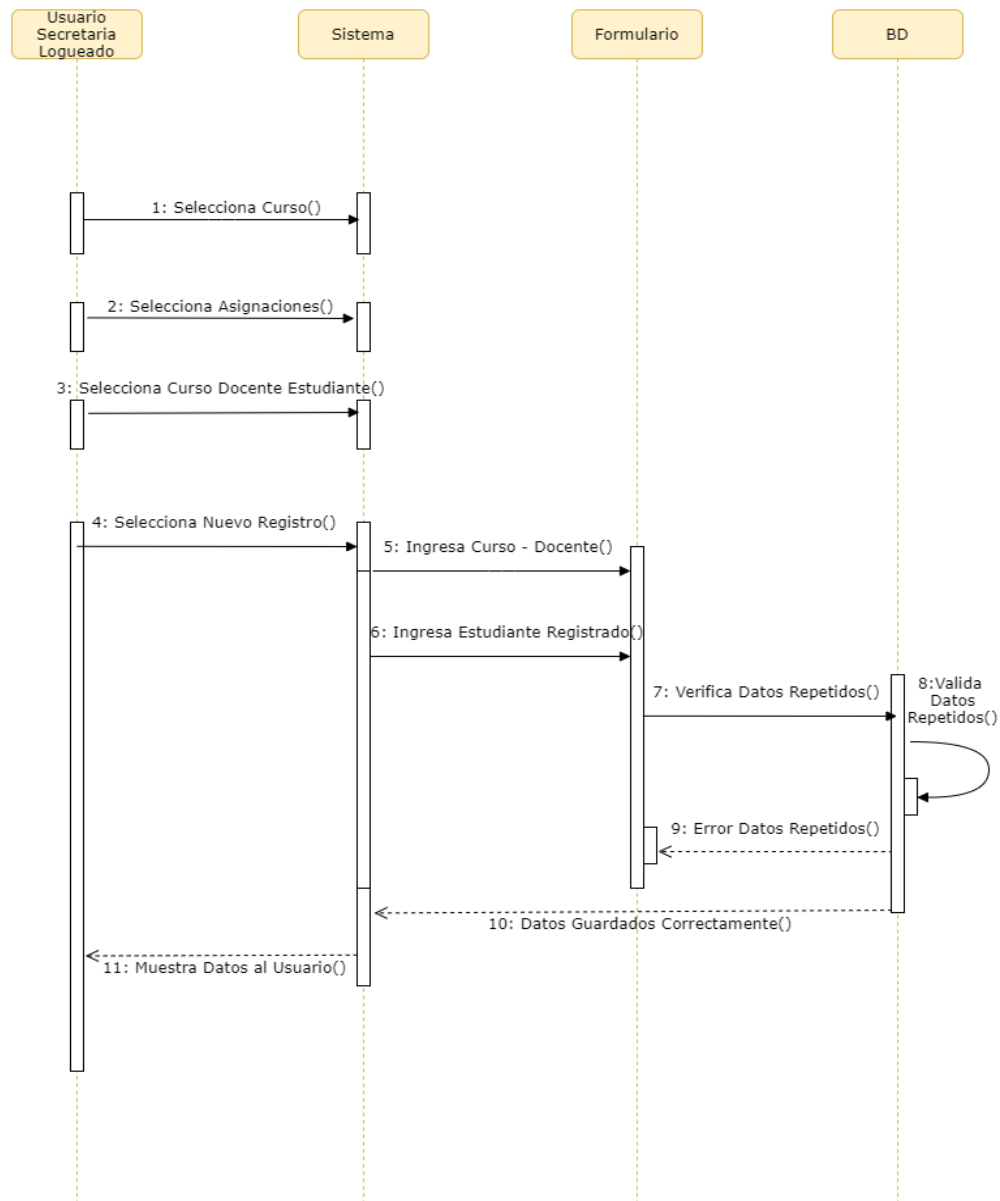 Usuario
Secretaria
Logueado
Sistema
Formulario
BD
1: Selecciona Curso()
2: Selecciona Asignaciones()
3: Selecciona Curso Docente Estudiante()
4: Selecciona Nuevo Registro()
5: Ingresa Curso - Docente()
6: Ingresa Estudiante Registrado()
7: Verifica Datos Repetidos()
8:Valida
Datos
Repetidos()
9: Error Datos Repetidos()
10: Datos Guardados Correctamente()
11: Muestra Datos al Usuario()